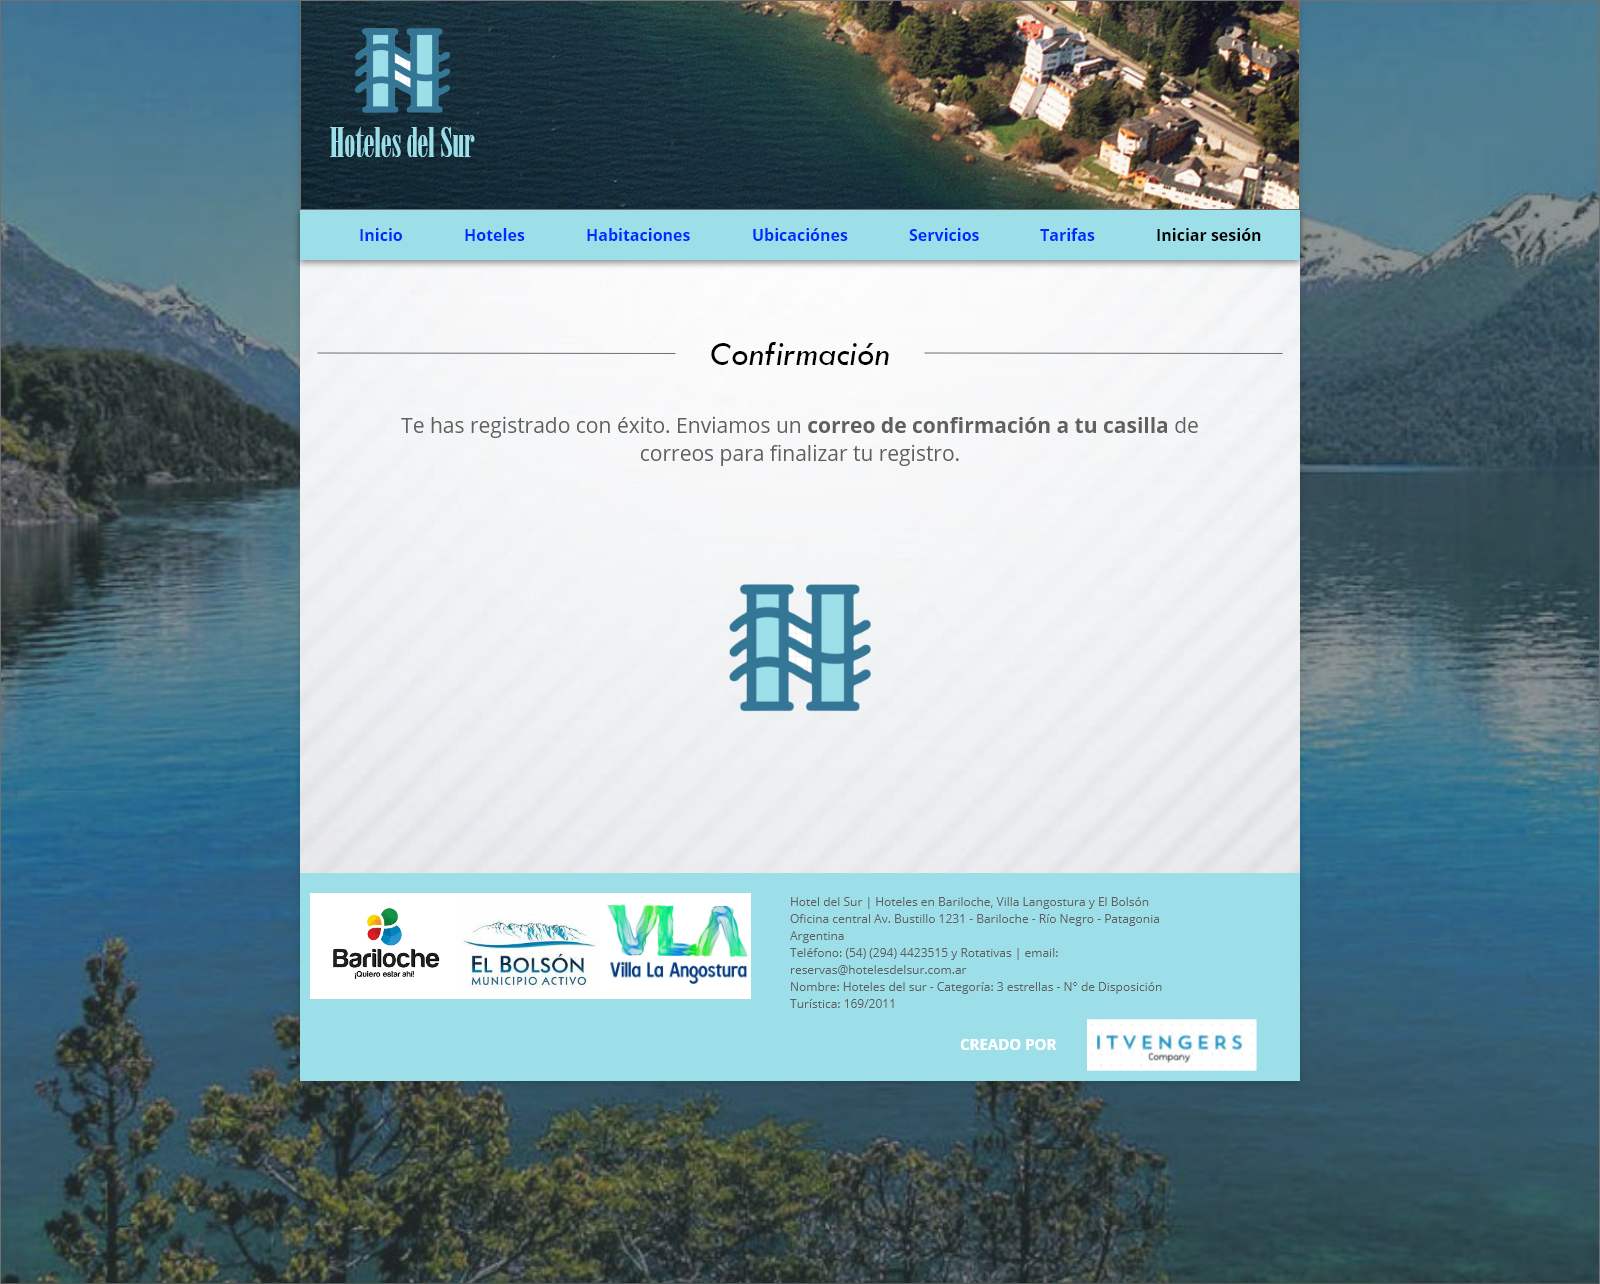 Hoteles del Sur
Inicio Hoteles Habitaciones Ubicaciónes Servicios Tarifas Iniciar sesión
Confirmación
Te has registrado con éxito. Enviamos un correo de confirmación a tu casilla de
correos para finalizar tu registro.
Bariloche
¡Quiero estar ahí!
EL BOLSÓN
MUNICIPIO ACTIVO
VLA
Villa La Angostura
Hotel del Sur | Hoteles en Bariloche, Villa Langostura y El Bolsón
Oficina central Av. Bustillo 1231 - Bariloche - Río Negro - Patagonia
Argentina
Teléfono: (54) (294) 4423515 y Rotativas | email:
reservas@hotelesdelsur.com.ar
Nombre: Hoteles del sur - Categoría: 3 estrellas - N° de Disposición
Turística: 169/2011
CREADO POR
ITVENGERS
Company